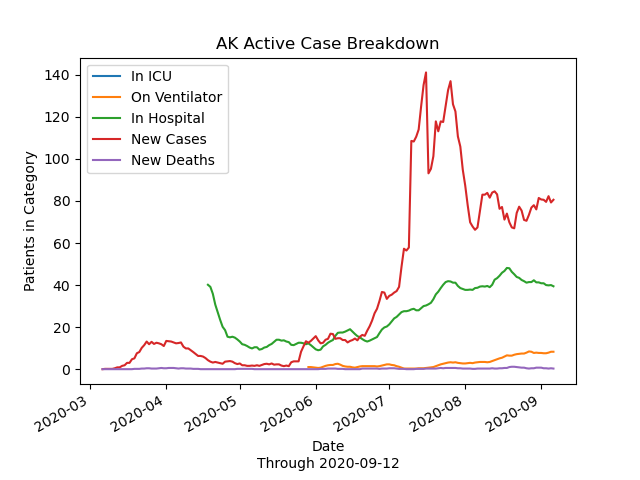 AK Active Case Breakdown
In ICU
On Ventilator
In Hospital
New Cases
New Deaths
Patients in Category
140
120
100
80
60
40
20
0
2020-03
2020-04
2020-05
2020-06
2020-07
2020-08
2020-09
Date
Through 2020-09-12